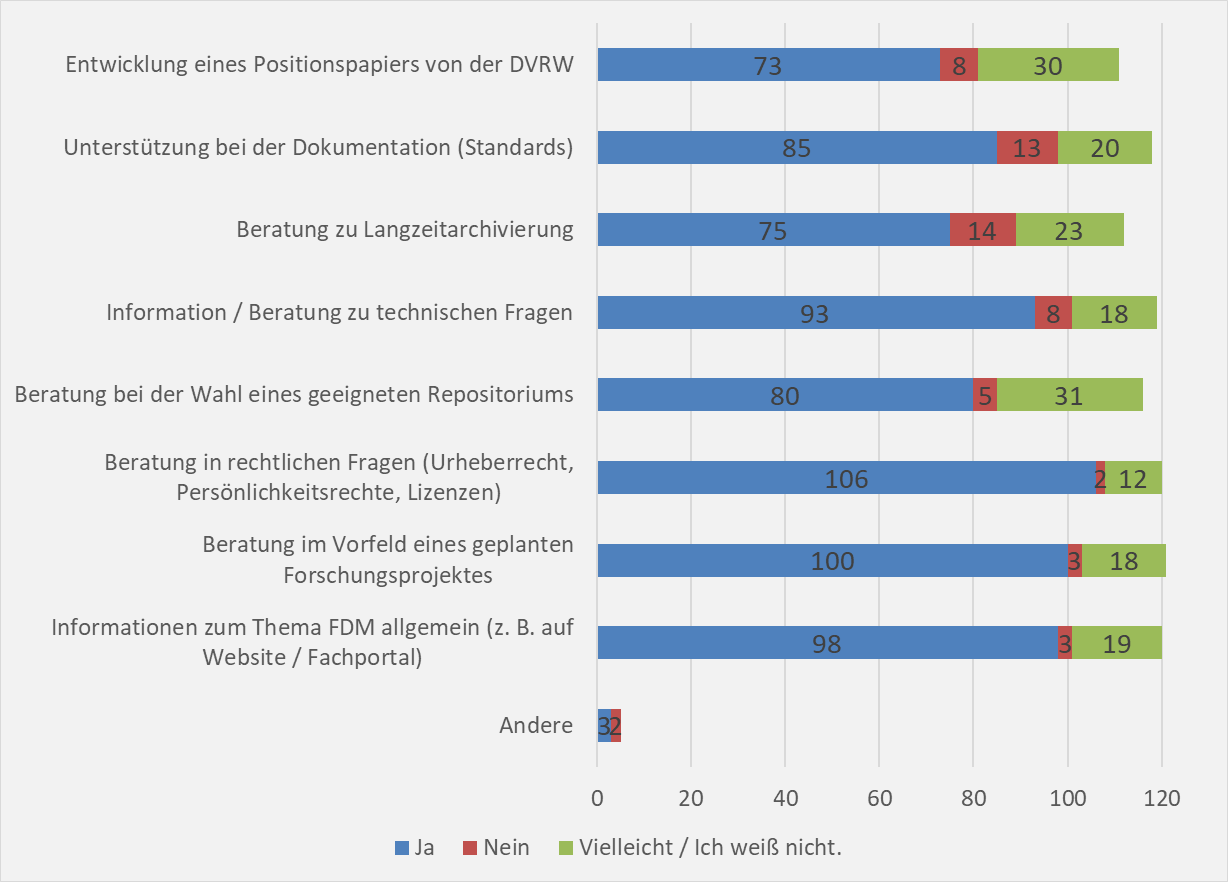 Entwicklung eines Positionspapiers von der DVRW
73 8 30
Unterstützung bei der Dokumentation (Standards)
85 13 20
Beratung zu Langzeitarchivierung
75 14 23
Information / Beratung zu technischen Fragen
93 8 18
Beratung bei der Wahl eines geeigneten Repositoriums
80 5 31
Beratung in rechtlichen Fragen (Urheberrecht,
Persönlichkeitsrechte, Lizenzen)
106 2 12
Beratung im Vorfeld eines geplanten
Forschungsprojektes
100 3 18
Informationen zum Thema FDM allgemein (z. B. auf
Website / Fachportal)
98 3 19
Andere
3 2
0 20 40 60 80 100 120
Ja Nein Vielleicht / Ich weiß nicht.